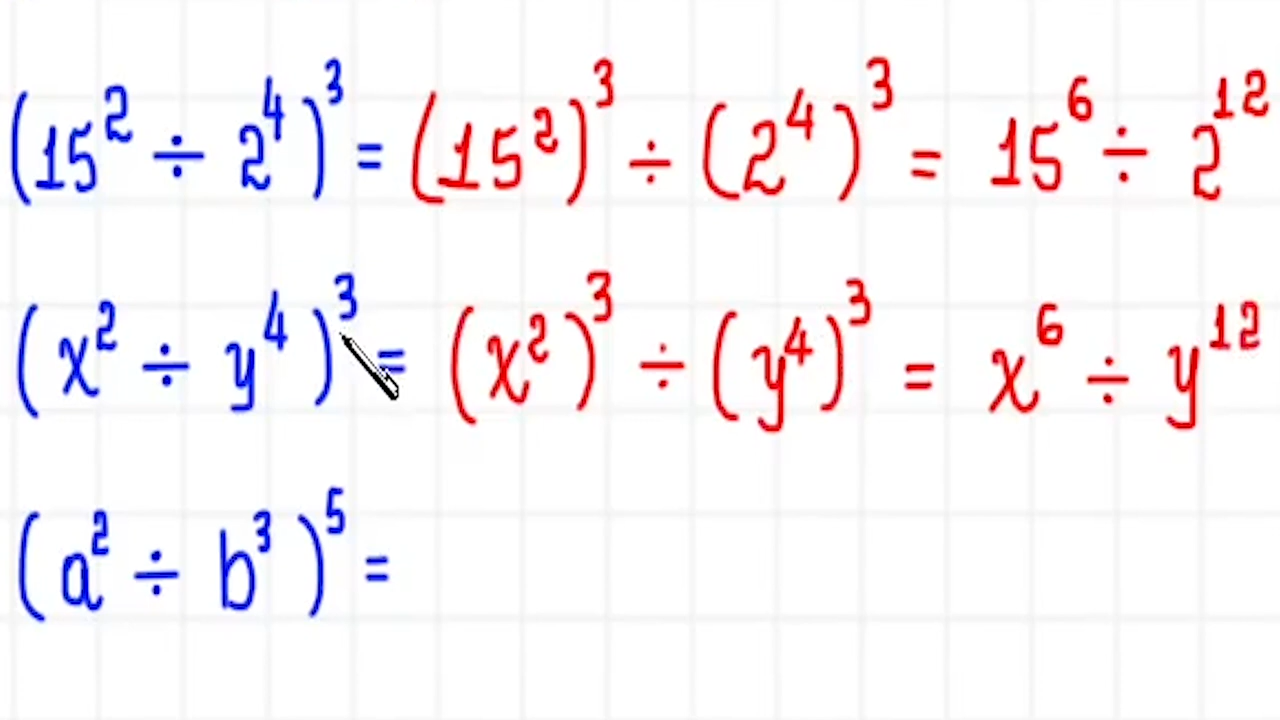 (15² ÷ 2⁴)³ = (15²)³ ÷ (2⁴)³ = 15⁶ ÷ 2¹²
(x² ÷ y⁴)³ = (x²)³ ÷ (y⁴)³ = x⁶ ÷ y¹²
(a² ÷ b³)⁵ =